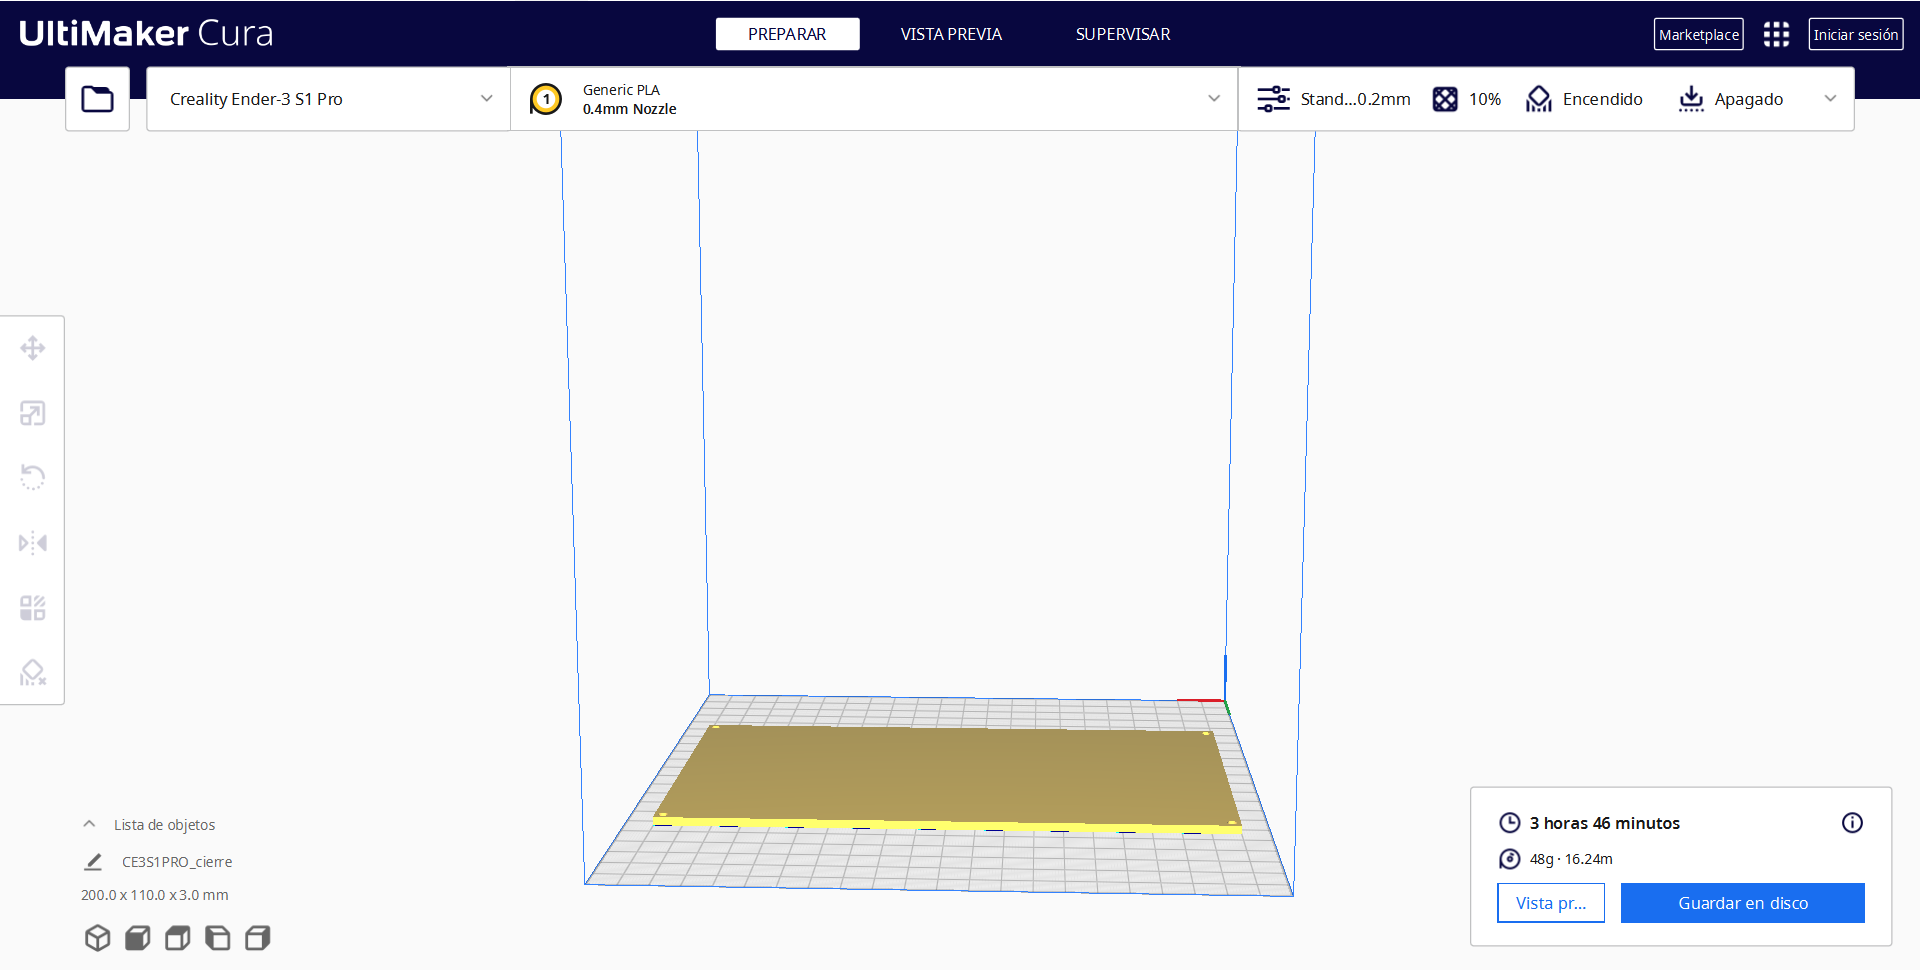 UltiMaker Cura
PREPARAR
VISTA PREVIA
SUPERVISAR
Marketplace
Iniciar sesión
Creality Ender-3 S1 Pro
1
Generic PLA
0.4mm Nozzle
Stand...0.2mm
10%
Encendido
Apagado
Lista de objetos
CE3S1PRO_cierre
200.0 x 110.0 x 3.0 mm
3 horas 46 minutos
48g · 16.24m
Vista pr...
Guardar en disco